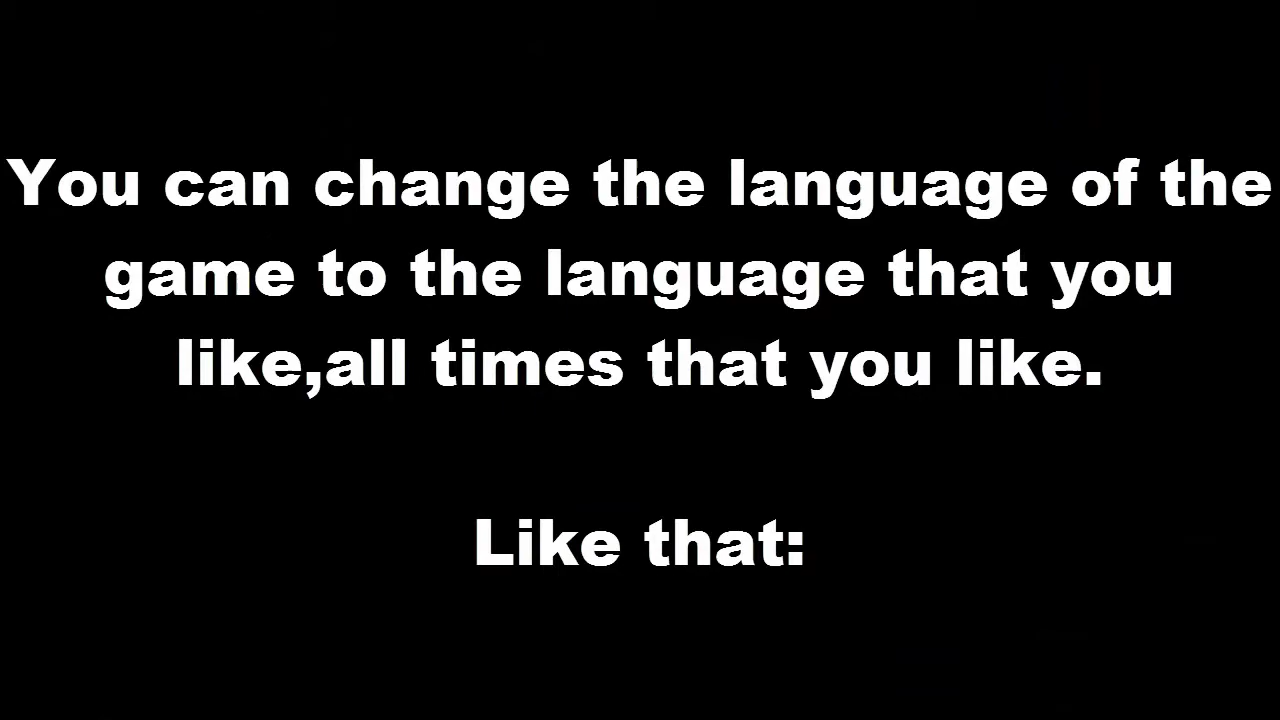 You can change the language of the
game to the language that you
like,all times that you like.
Like that: